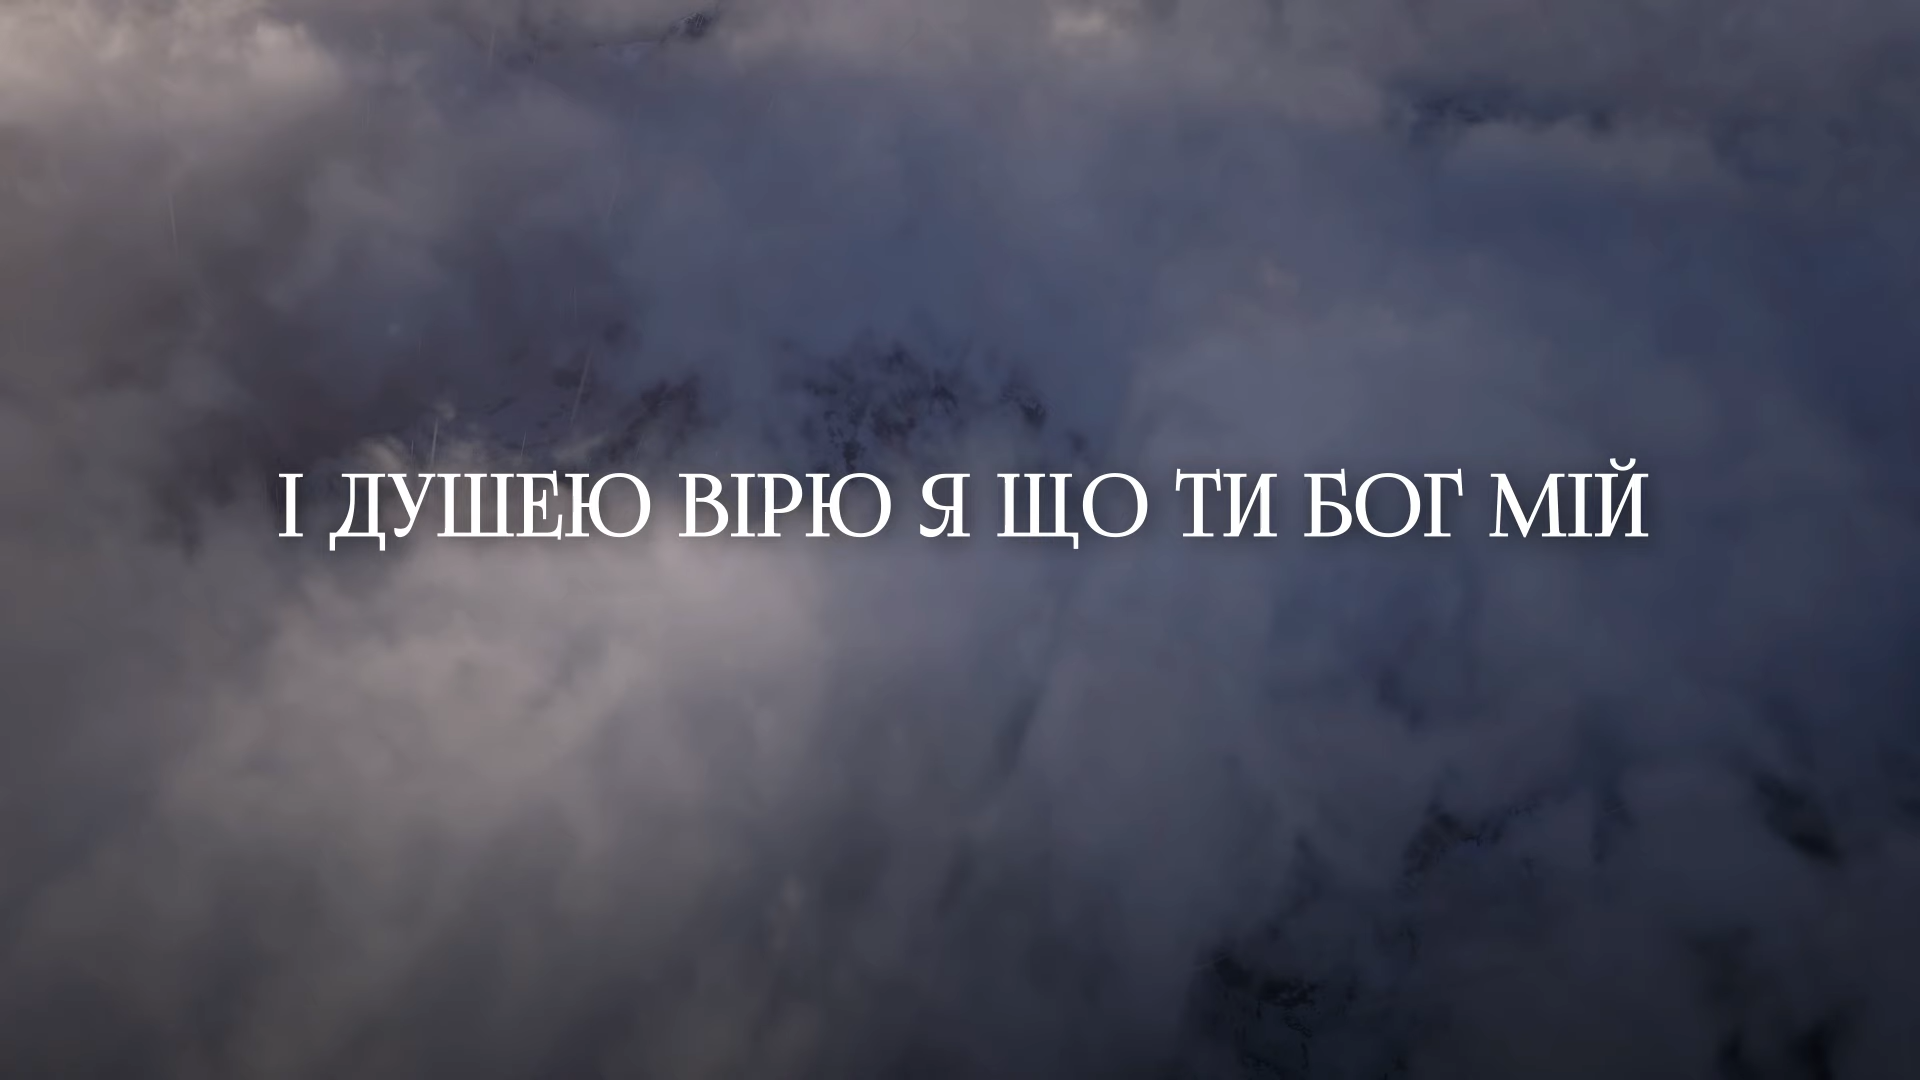 І ДУШЕЮ ВІРЮ Я ЩО ТИ БОГ МІЙ